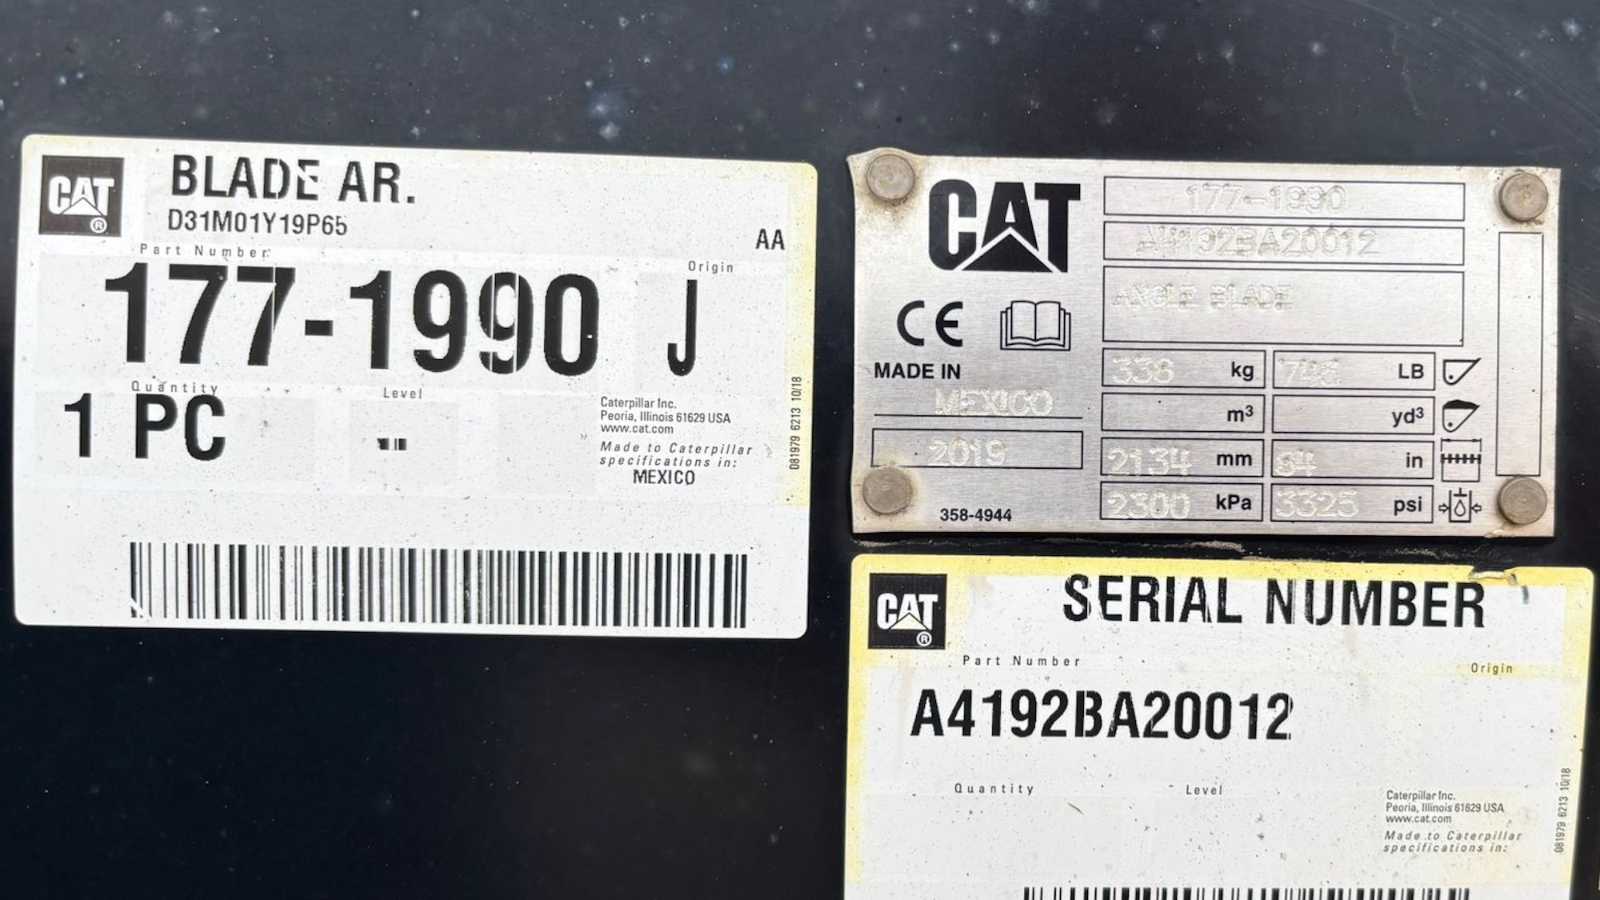 CAT
®
BLADE AR.
D31M01Y19P65
AA
Part Number
Origin
177-1990 J
Quantity
Level
1 PC
--
Caterpillar Inc.
Peoria, Illinois 61629 USA
www.cat.com
Made to Caterpillar
specifications in:
MEXICO
081979 6213 10/18
CAT
CE
MADE IN
MEXICO
2019
358-4944
177-1990
A4192BA20012
ANGLE BLADE
338 kg
LB
m³
yd³
2134 mm
84 in
2300 kPa
3325 psi
CAT
®
SERIAL NUMBER
Part Number
Origin
A4192BA20012
Quantity
Level
Caterpillar Inc.
Peoria, Illinois 61629 USA
www.cat.com
Made to Caterpillar
specifications in:
081979 6213 10/18